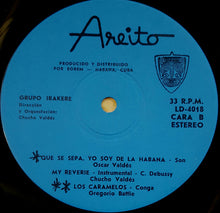 Areito
PRODUCIDO Y DISTRIBUIDO
POR EGREM — HABANA, CUBA
GRUPO IRAKERE
Dirección
y Orquestación:
Chucho Valdés
33 R.P.M.
LD-4018
CARA B
ESTEREO
*QUE SE SEPA, YO SOY DE LA HABANA - Son
Oscar Valdés
MY REVERIE - Instrumental - C. Debussy
Chucho Valdés
*LOS CARAMELOS - Conga
Gregorio Battle